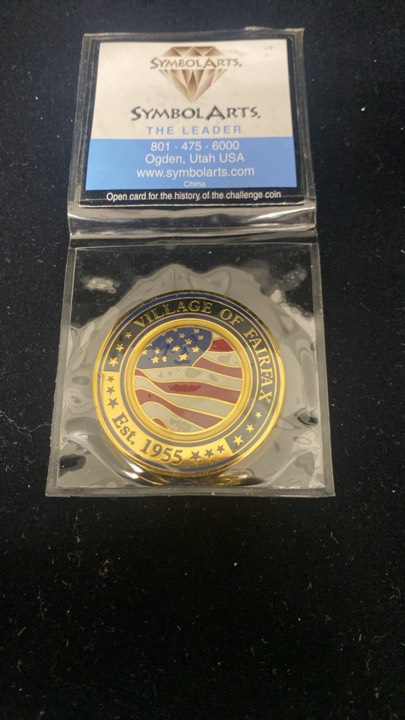 SYMBOLARTS.
SYMBOLARTS.
THE LEADER
801 · 475 · 6000
Ogden, Utah USA
www.symbolarts.com
China
Open card for the history of the challenge coin
VILLAGE OF FAIRFAX
Est. 1955